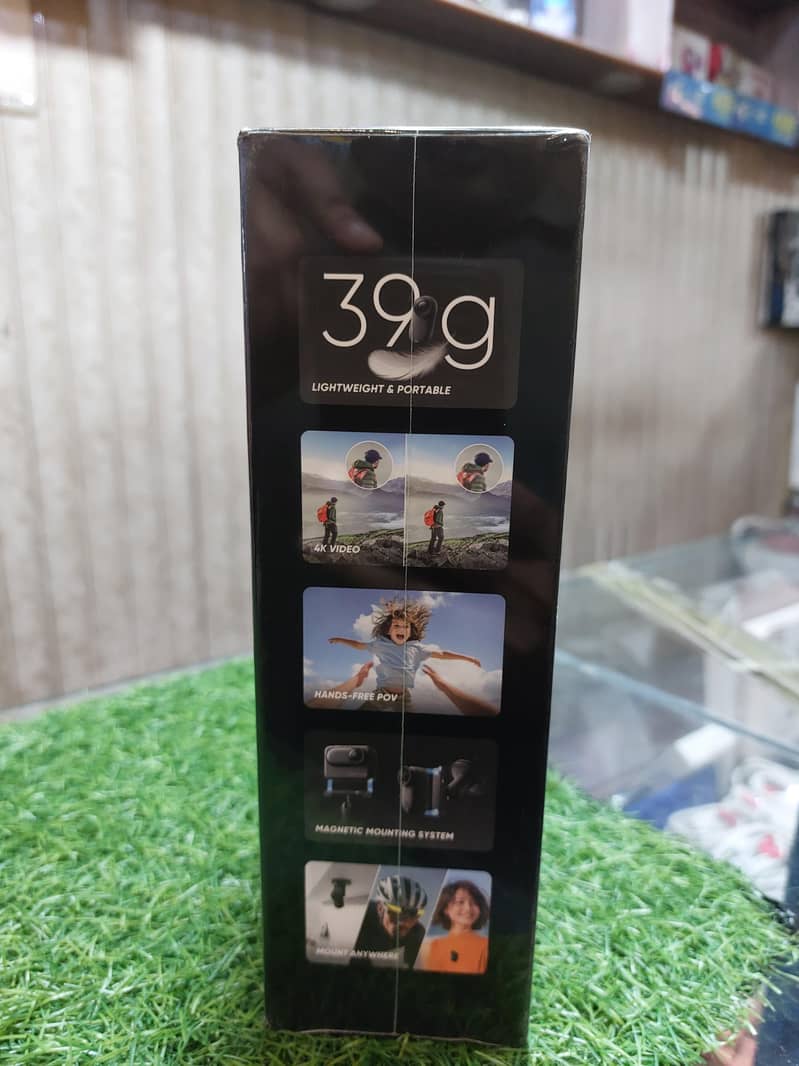 39g
LIGHTWEIGHT & PORTABLE
4K VIDEO
HANDS-FREE POV
MAGNETIC MOUNTING SYSTEM
MOUNT ANYWHERE